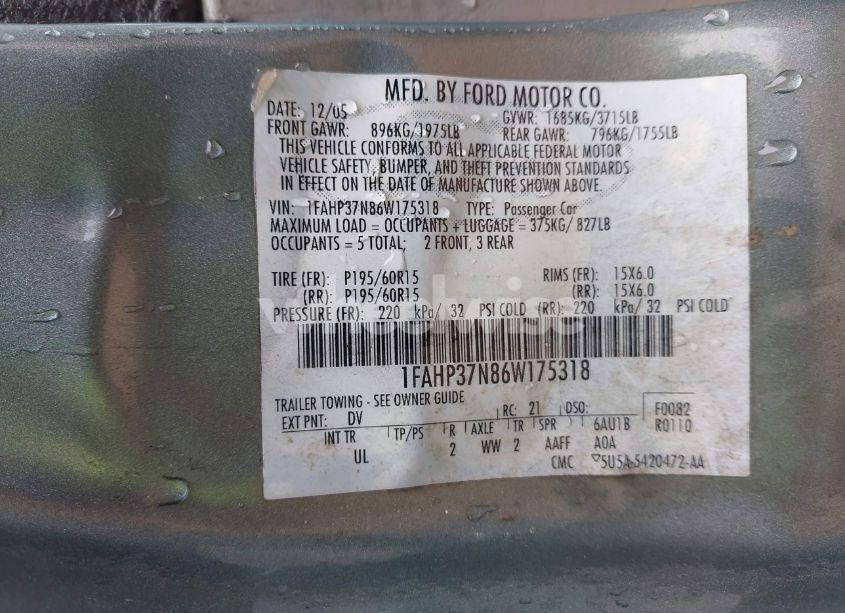 MFD. BY FORD MOTOR CO.
DATE: 12/05 GVWR: 1685KG/3715LB
FRONT GAWR: 896KG/1975LB REAR GAWR: 796KG/1755LB
THIS VEHICLE CONFORMS TO ALL APPLICABLE FEDERAL MOTOR
VEHICLE SAFETY, BUMPER, AND THEFT PREVENTION STANDARDS
IN EFFECT ON THE DATE OF MANUFACTURE SHOWN ABOVE.
VIN: 1FAHP37N86W175318 TYPE: Passenger Car
MAXIMUM LOAD = OCCUPANTS + LUGGAGE = 375KG/ 827LB
OCCUPANTS = 5 TOTAL; 2 FRONT, 3 REAR
TIRE (FR): P195/60R15 RIMS (FR): 15X6.0
(RR): P195/60R15 (RR): 15X6.0
PRESSURE (FR): 220 kPa/ 32 PSI COLD (RR): 220 kPa/ 32 PSI COLD
1FAHP37N86W175318
TRAILER TOWING - SEE OWNER GUIDE
EXT PNT: DV RC: 21 DSO: F0082
INT TR TP/PS R AXLE TR SPR 6AU1B R0110
UL 2 WW 2 AAFF A0A
CMC ▽5U5A-5420472-AA